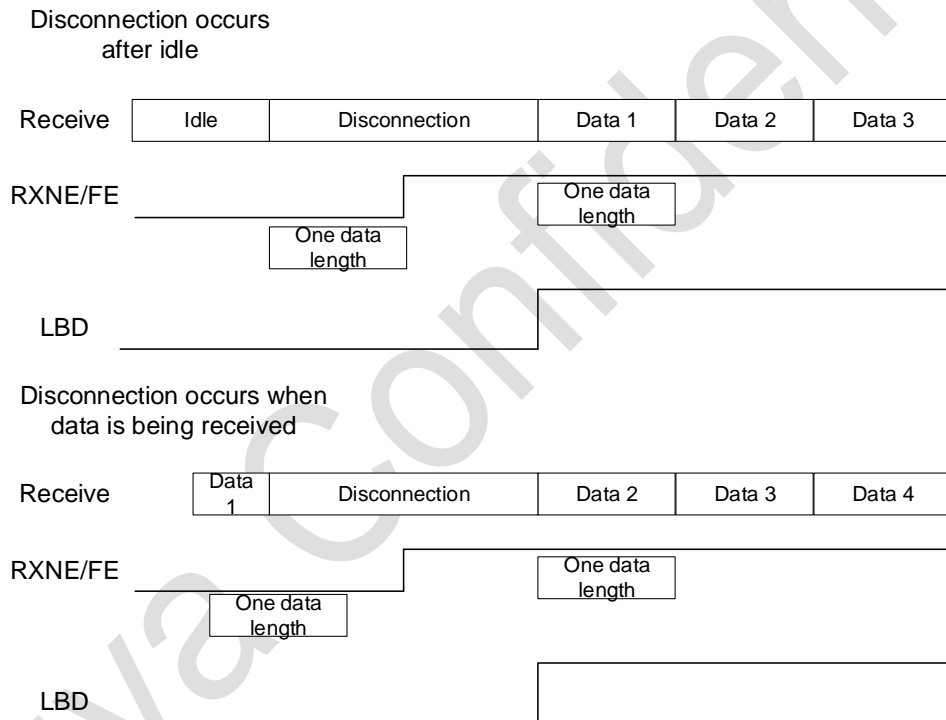 Disconnection occurs
after idle
Receive
Idle
Disconnection
Data 1
Data 2
Data 3
RXNE/FE
One data
length
One data
length
LBD
Disconnection occurs when
data is being received
Receive
Data
1
Disconnection
Data 2
Data 3
Data 4
RXNE/FE
One data
length
One data
length
LBD